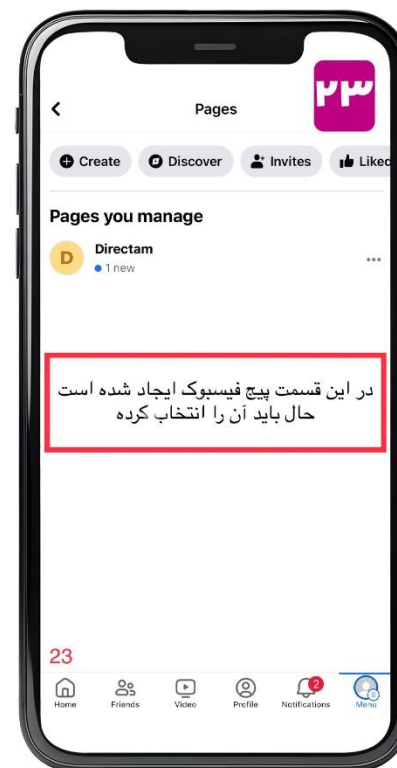 ۲۳
Pages
Create Discover Invites Liked
Pages you manage
D
Directam
1 new
در این قسمت پیج فیسبوک ایجاد شده است
حال باید آن را انتخاب کرده
23
2
Home Friends Video Profile Notifications Menu